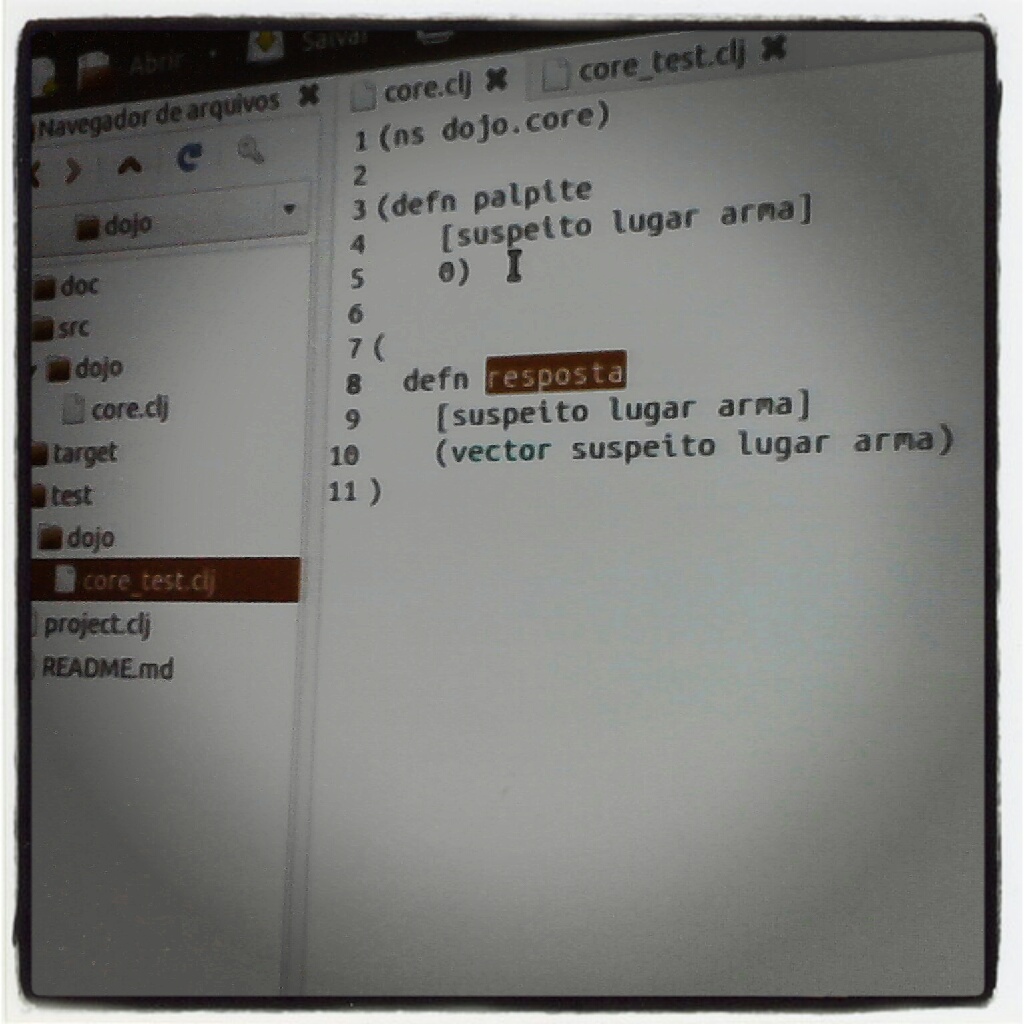 Abrir Salvar
Navegador de arquivos
dojo
doc
src
dojo
core.clj
target
test
dojo
core_test.clj
project.clj
README.md
core.clj core_test.clj
1 (ns dojo.core)
2
3 (defn palpite
4 [suspeito lugar arma]
5 0)
6
7 (
8 defn resposta
9 [suspeito lugar arma]
10 (vector suspeito lugar arma)
11 )